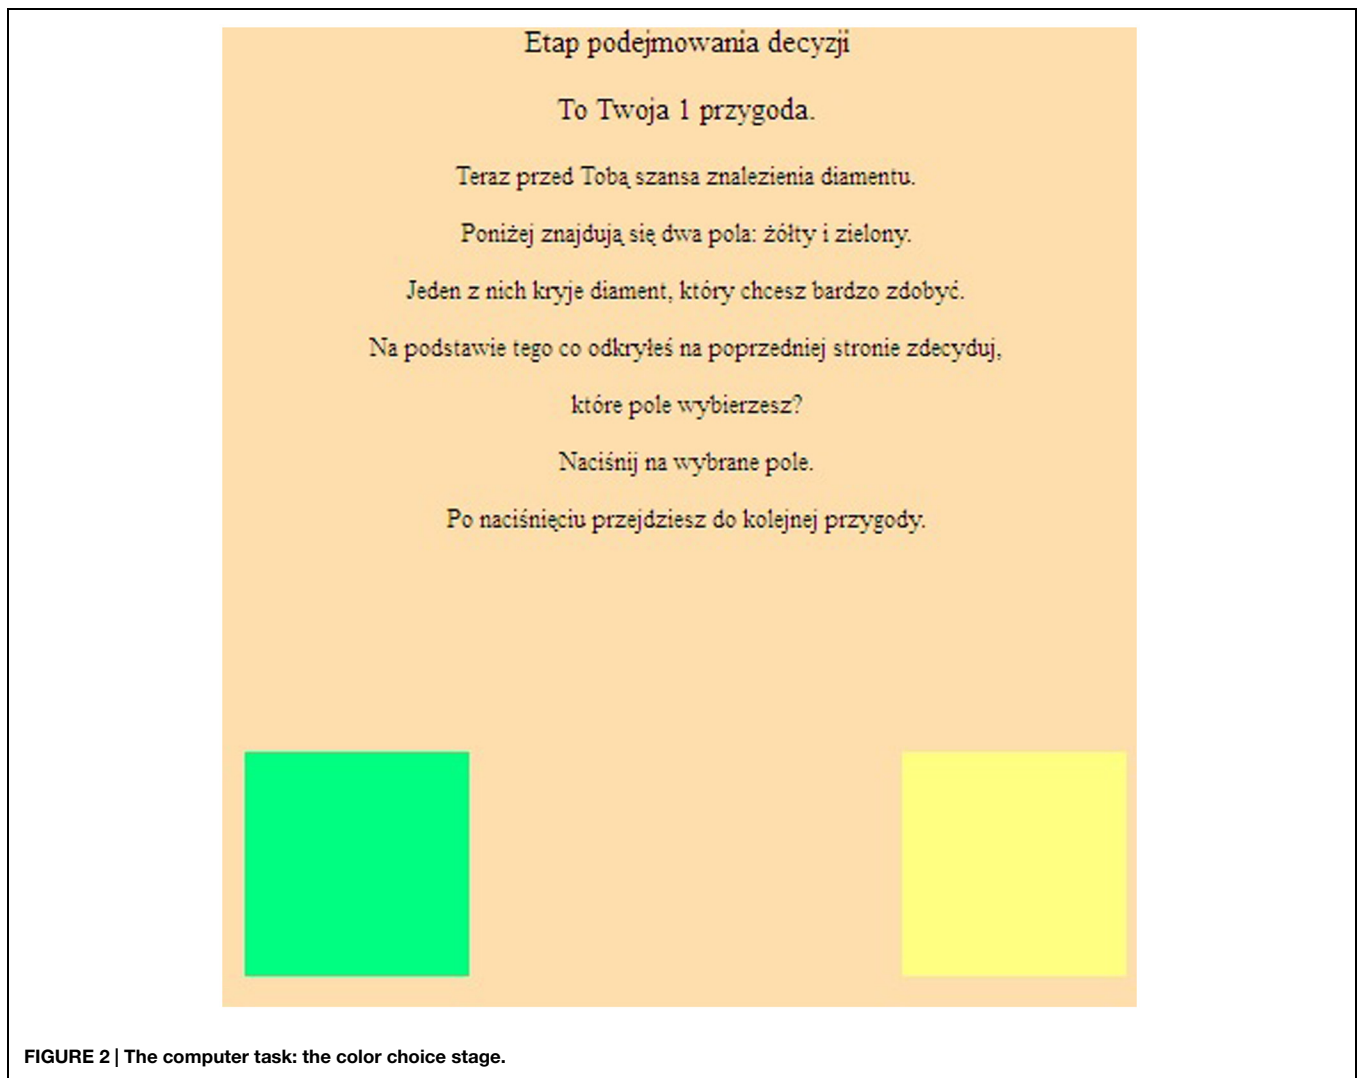 Etap podejmowania decyzji
To Twoja 1 przygoda.
Teraz przed Tobą szansa znalezienia diamentu.
Poniżej znajdują się dwa pola: żółty i zielony.
Jeden z nich kryje diament, który chcesz bardzo zdobyć.
Na podstawie tego co odkryłeś na poprzedniej stronie zdecyduj,
które pole wybierzesz?
Naciśnij na wybrane pole.
Po naciśnięciu przejdziesz do kolejnej przygody.
FIGURE 2 | The computer task: the color choice stage.